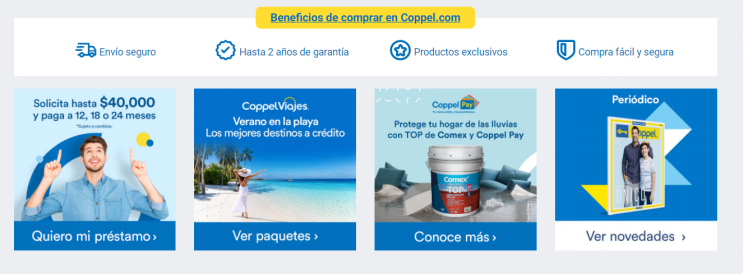 Beneficios de comprar en Coppel.com
Envío seguro
Hasta 2 años de garantía
Productos exclusivos
Compra fácil y segura
Solicita hasta $40,000
y paga a 12, 18 o 24 meses
*Sujeto a cambios
Quiero mi préstamo ›
CoppelViajes
Verano en la playa
Los mejores destinos a crédito
Ver paquetes ›
Coppel Pay
Protege tu hogar de las lluvias
con TOP de Comex y Coppel Pay
Comex
TOP
Conoce más ›
Periódico
Coppel
Ver novedades ›